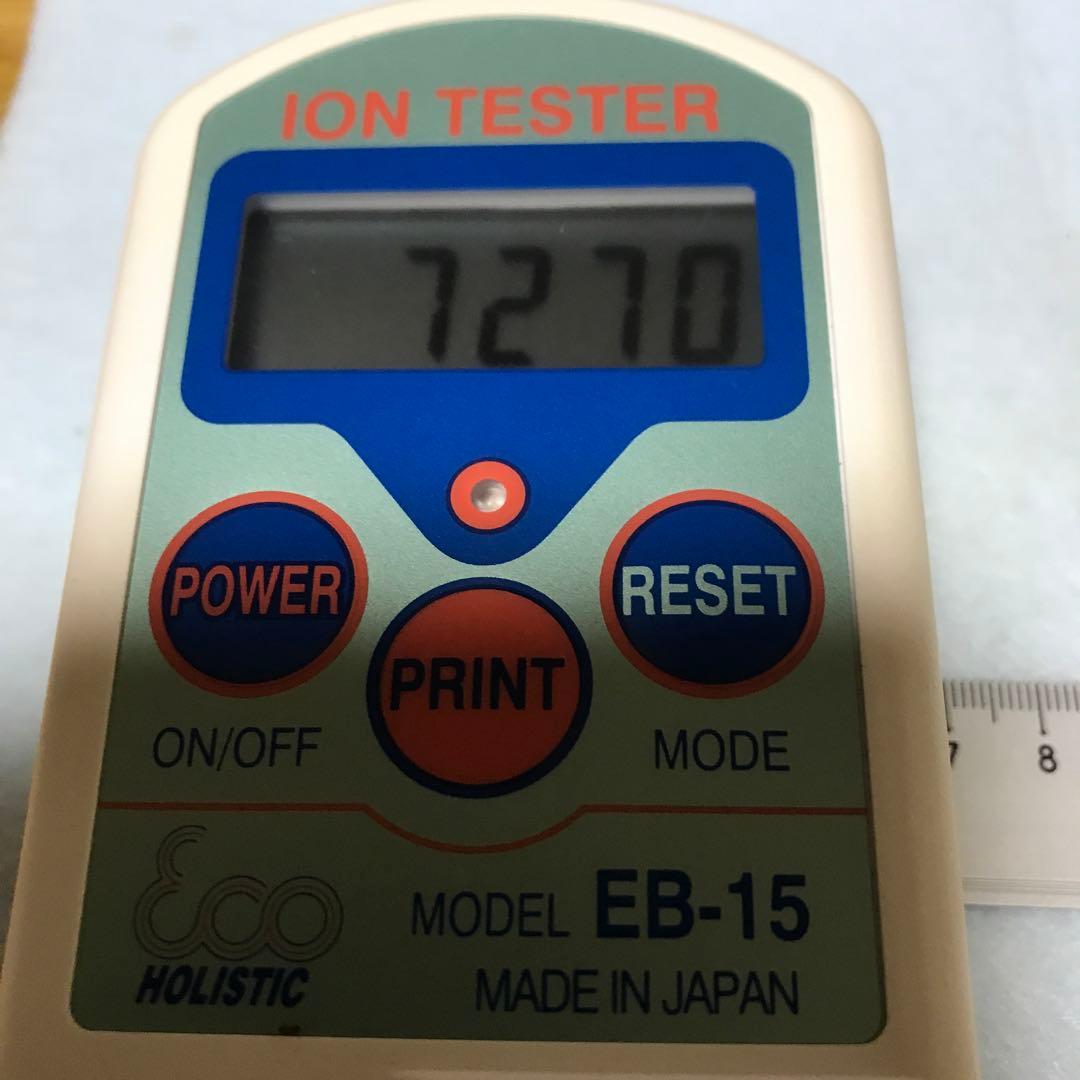 ION TESTER
7270
POWER
PRINT
RESET
ON/OFF
MODE
7 8
Eco
HOLISTIC
MODEL EB-15
MADE IN JAPAN